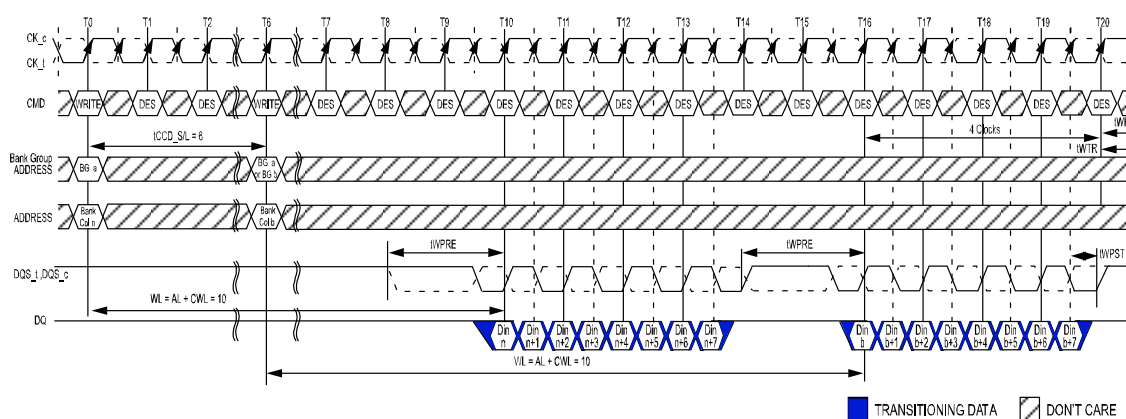 T0 T1 T2 T6 T7 T8 T9 T10 T11 T12 T13 T14 T15 T16 T17 T18 T19 T20
CK_c
CK_t
CMD WRITE DES DES WRITE DES DES DES DES DES DES DES DES DES DES DES DES DES DES
tCCD_S/L = 6
4 Clocks
tWR
tWTR
Bank Group
ADDRESS
BG a
BG a
or BG b
ADDRESS
Bank
Col n
Bank
Col b
tWPRE
tWPRE
tWPST
DQS_t ,DQS_c
WL = AL + CWL = 10
DQ
Din
n
Din
n+1
Din
n+2
Din
n+3
Din
n+4
Din
n+5
Din
n+6
Din
n+7
Din
b
Din
b+1
Din
b+2
Din
b+3
Din
b+4
Din
b+5
Din
b+6
Din
b+7
WL = AL + CWL = 10
TRANSITIONING DATA
DON'T CARE